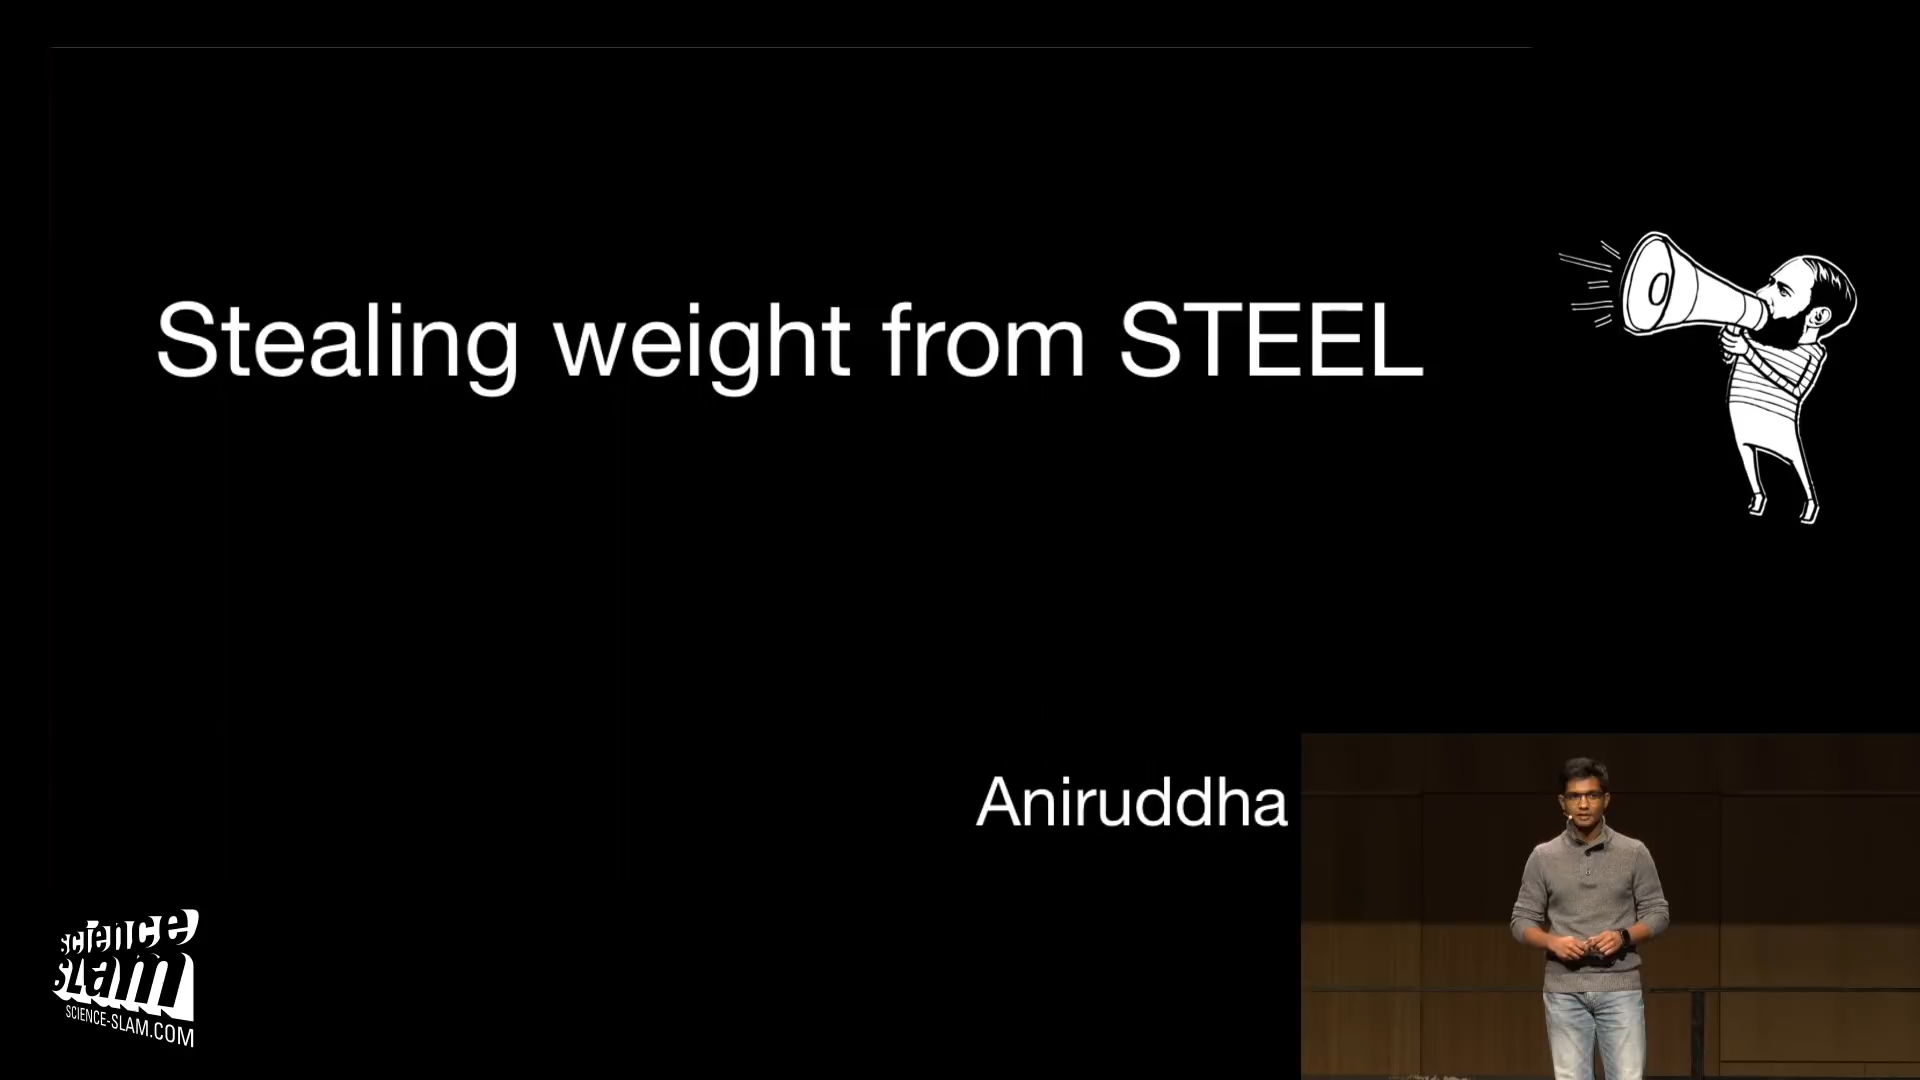 Stealing weight from STEEL
Aniruddha
science
slam
SCIENCE-SLAM.COM